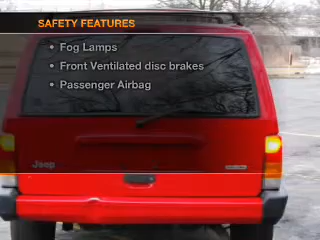 SAFETY FEATURES
• Fog Lamps
• Front Ventilated disc brakes
• Passenger Airbag
Jeep